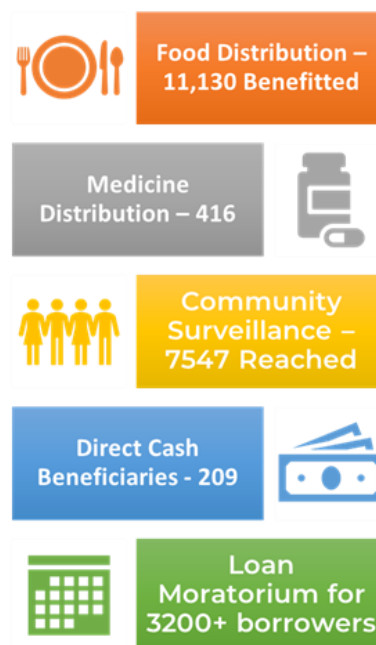 Food Distribution –
11,130 Benefitted
Medicine
Distribution – 416
Community
Surveillance –
7547 Reached
Direct Cash
Beneficiaries - 209
Loan
Moratorium for
3200+ borrowers